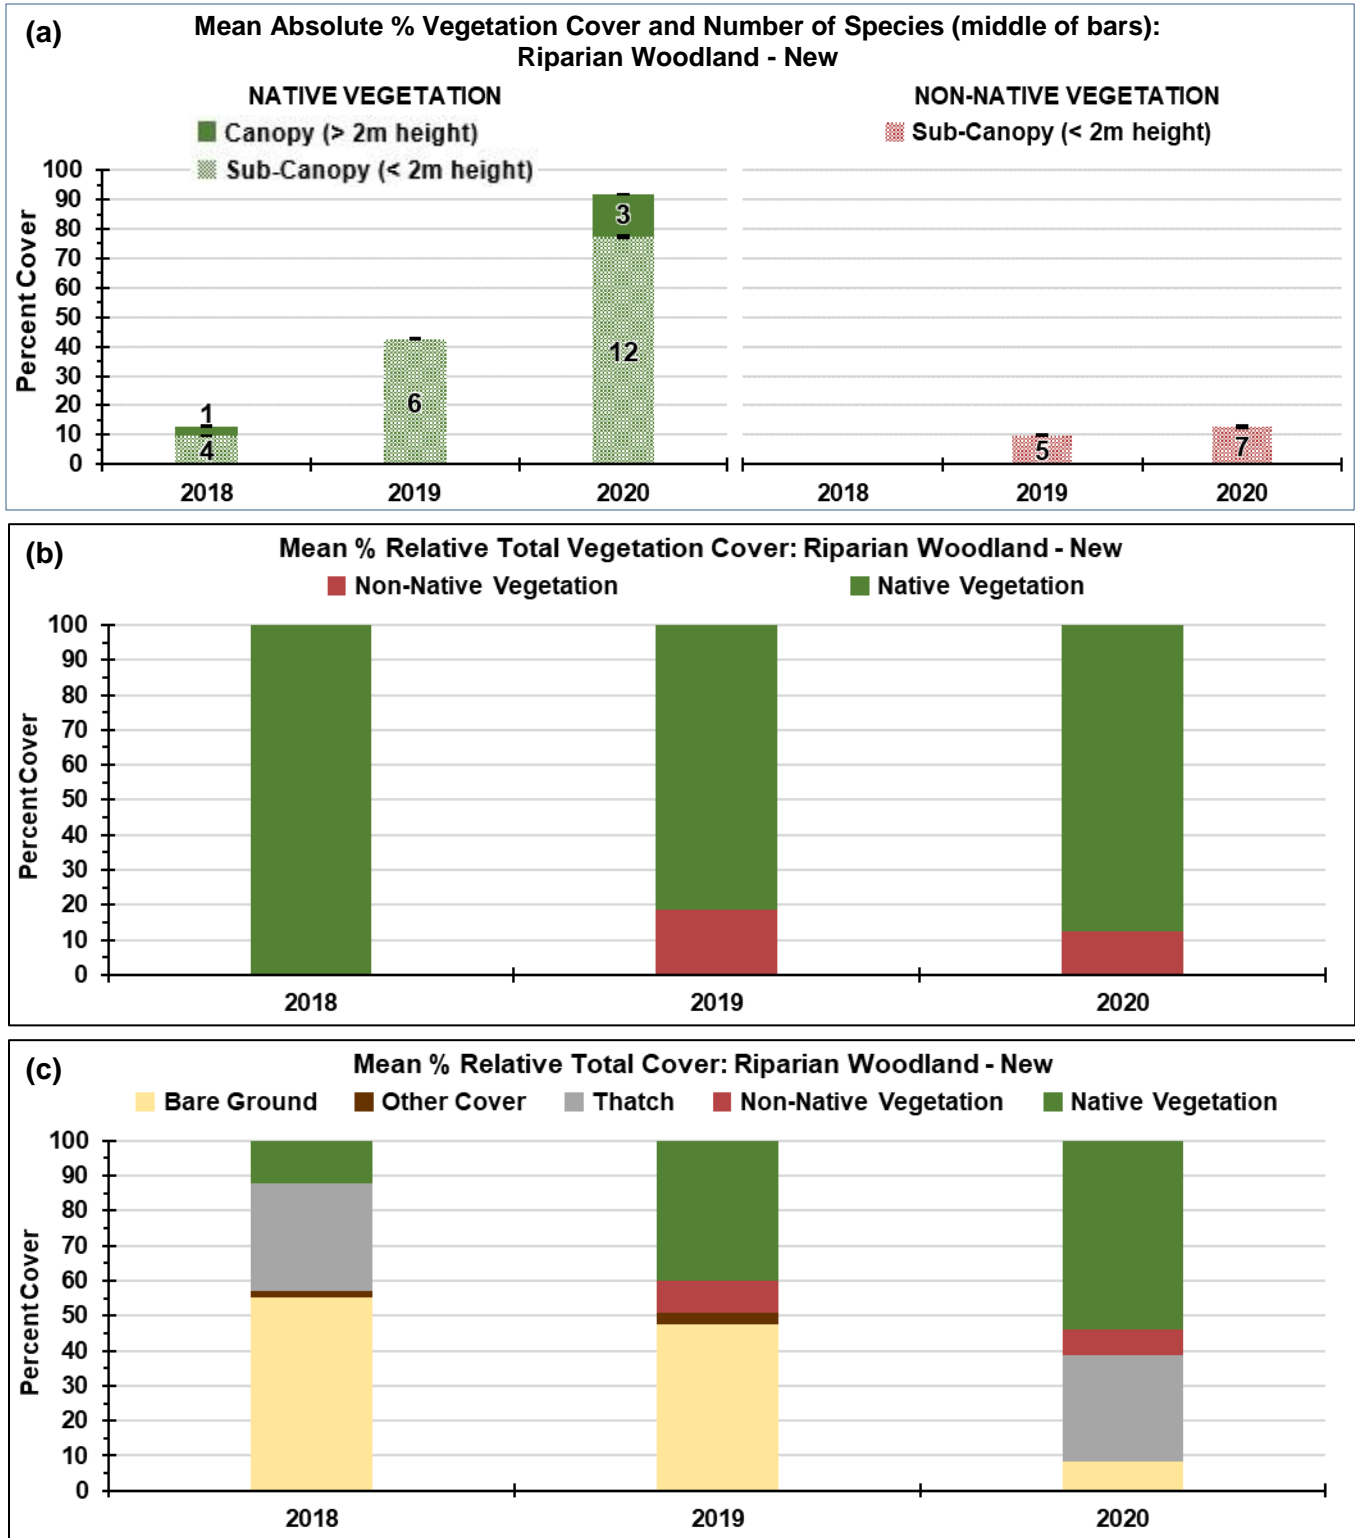 (a)
Mean Absolute % Vegetation Cover and Number of Species (middle of bars):
Riparian Woodland - New
NATIVE VEGETATION
Canopy (> 2m height)
Sub-Canopy (< 2m height)
NON-NATIVE VEGETATION
Sub-Canopy (< 2m height)
Percent Cover
100
90
80
70
60
50
40
30
20
10
0
1
4
6
3
12
5
7
2018 2019 2020 2018 2019 2020
(b)
Mean % Relative Total Vegetation Cover: Riparian Woodland - New
Non-Native Vegetation Native Vegetation
Percent Cover
100
90
80
70
60
50
40
30
20
10
0
2018 2019 2020
(c)
Mean % Relative Total Cover: Riparian Woodland - New
Bare Ground Other Cover Thatch Non-Native Vegetation Native Vegetation
Percent Cover
100
90
80
70
60
50
40
30
20
10
0
2018 2019 2020